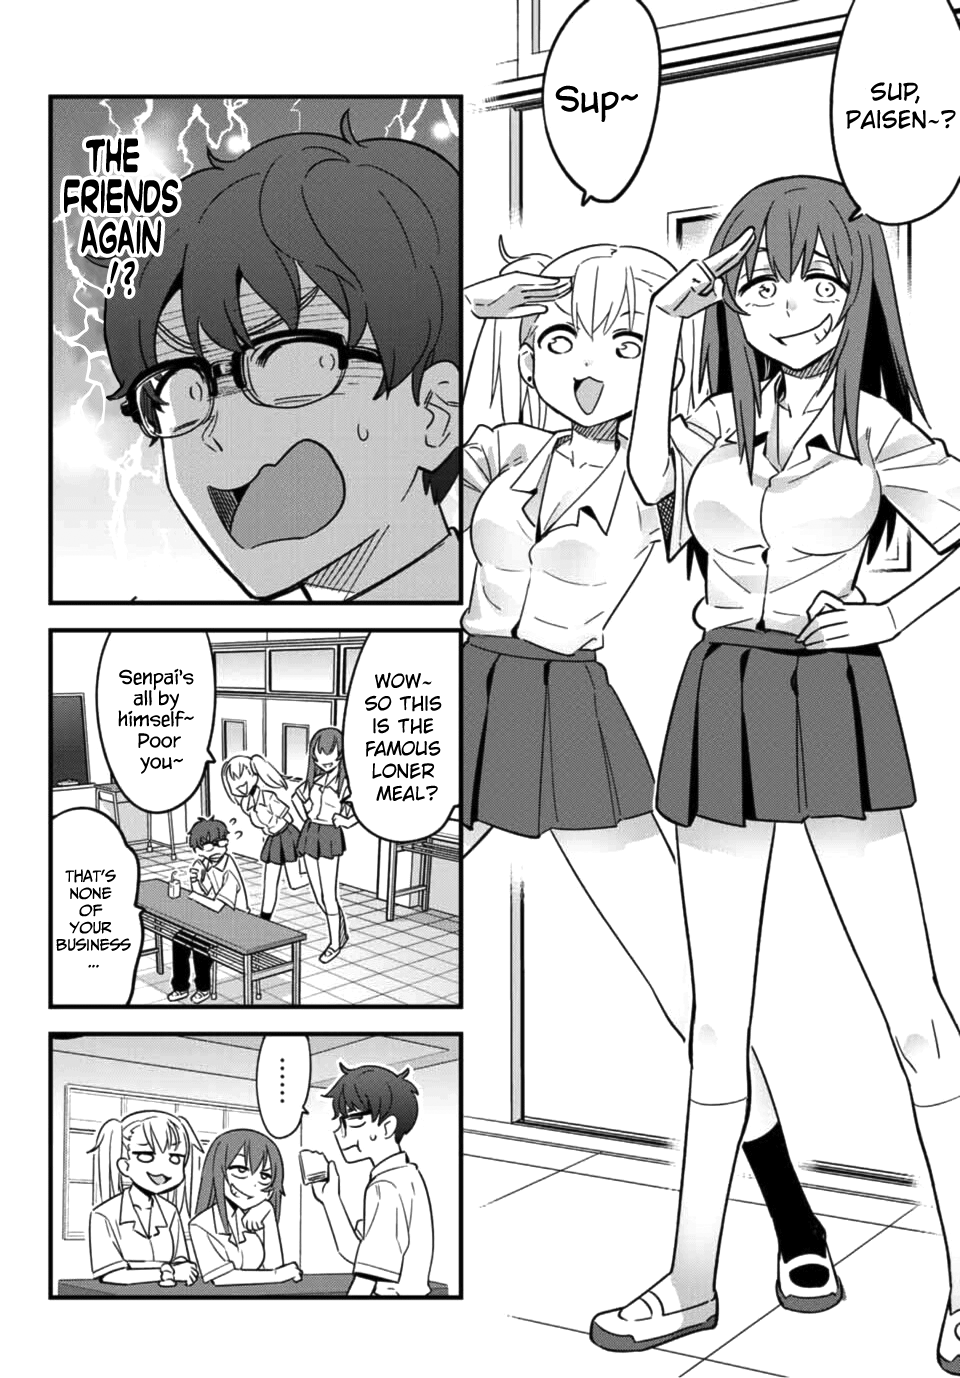 SUP,
PAISEN~?
Sup~
THE
FRIENDS
AGAIN
!?
WOW~
SO THIS
IS THE
FAMOUS
LONER
MEAL?
Senpai's
all by
himself~
Poor
you~
THAT'S
NONE
OF
YOUR
BUSINESS
...
......